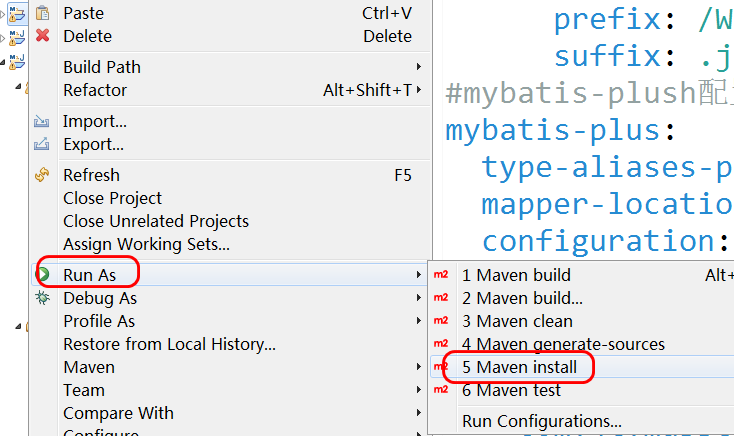 Paste Ctrl+V
Delete Delete
Build Path
Refactor Alt+Shift+T
Import...
Export...
Refresh F5
Close Project
Close Unrelated Projects
Assign Working Sets...
Run As
Debug As
Profile As
Restore from Local History...
Maven
Team
Compare With
Configure
prefix: /W
suffix: .j
#mybatis-plush配
mybatis-plus:
type-aliases-p
mapper-locatio
configuration:
m2 1 Maven build Alt+
m2 2 Maven build...
m2 3 Maven clean
m2 4 Maven generate-sources
m2 5 Maven install
m2 6 Maven test
Run Configurations...